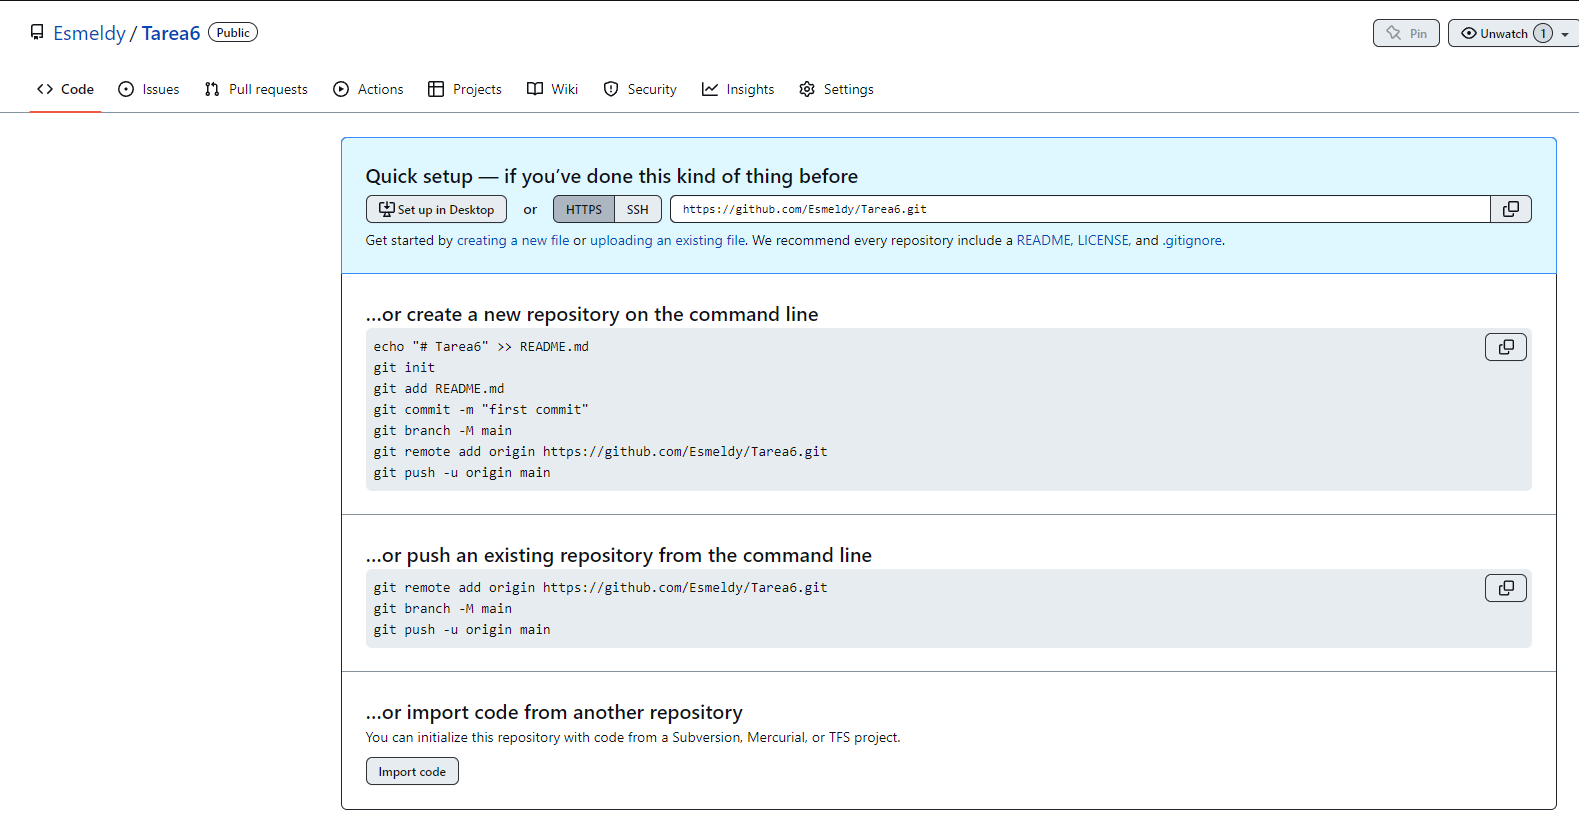 Esmeldy / Tarea6 Public
Pin
Unwatch 1
Code Issues Pull requests Actions Projects Wiki Security Insights Settings
Quick setup — if you’ve done this kind of thing before
Set up in Desktop or HTTPS SSH https://github.com/Esmeldy/Tarea6.git
Get started by creating a new file or uploading an existing file. We recommend every repository include a README, LICENSE, and .gitignore.
…or create a new repository on the command line
echo "# Tarea6" >> README.md
git init
git add README.md
git commit -m "first commit"
git branch -M main
git remote add origin https://github.com/Esmeldy/Tarea6.git
git push -u origin main
…or push an existing repository from the command line
git remote add origin https://github.com/Esmeldy/Tarea6.git
git branch -M main
git push -u origin main
…or import code from another repository
You can initialize this repository with code from a Subversion, Mercurial, or TFS project.
Import code